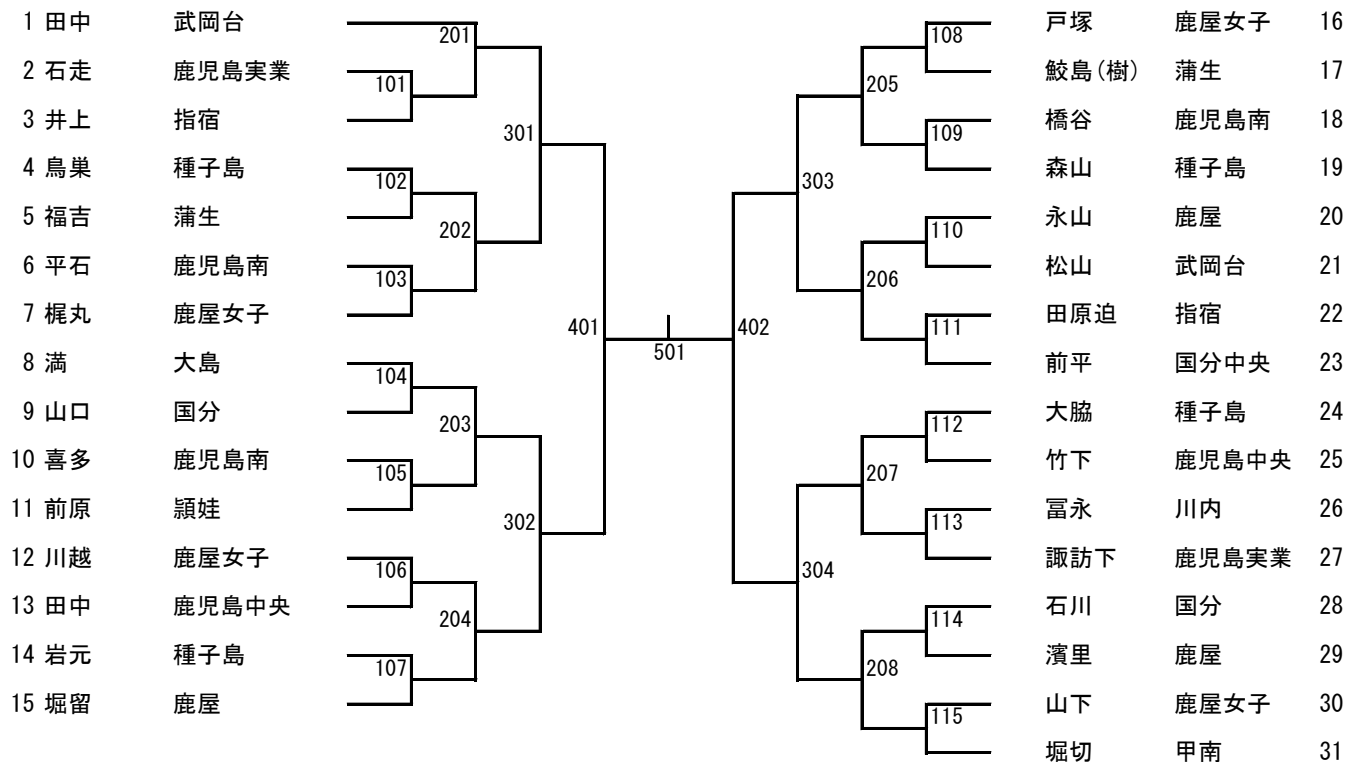 1 田中 武岡台 201 108 戸塚 鹿屋女子 16
2 石走 鹿児島実業 101 205 鮫島(樹) 蒲生 17
3 井上 指宿 301 109 橋谷 鹿児島南 18
4 鳥巣 種子島 102 303 森山 種子島 19
5 福吉 蒲生 202 110 永山 鹿屋 20
6 平石 鹿児島南 103 206 松山 武岡台 21
7 梶丸 鹿屋女子 401 501 402 111 田原迫 指宿 22
8 満 大島 104 前平 国分中央 23
9 山口 国分 203 112 大脇 種子島 24
10 喜多 鹿児島南 105 207 竹下 鹿児島中央 25
11 前原 頴娃 302 113 冨永 川内 26
12 川越 鹿屋女子 106 304 諏訪下 鹿児島実業 27
13 田中 鹿児島中央 204 114 石川 国分 28
14 岩元 種子島 107 208 濱里 鹿屋 29
15 堀留 鹿屋 115 山下 鹿屋女子 30
堀切 甲南 31